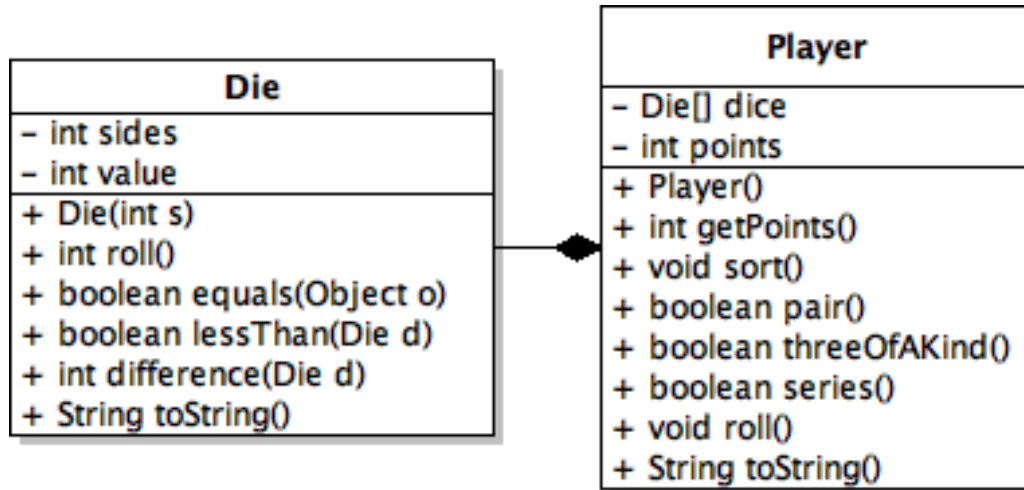 Die
- int sides
- int value
+ Die(int s)
+ int roll()
+ boolean equals(Object o)
+ boolean lessThan(Die d)
+ int difference(Die d)
+ String toString()
Player
- Die[] dice
- int points
+ Player()
+ int getPoints()
+ void sort()
+ boolean pair()
+ boolean threeOfAKind()
+ boolean series()
+ void roll()
+ String toString()